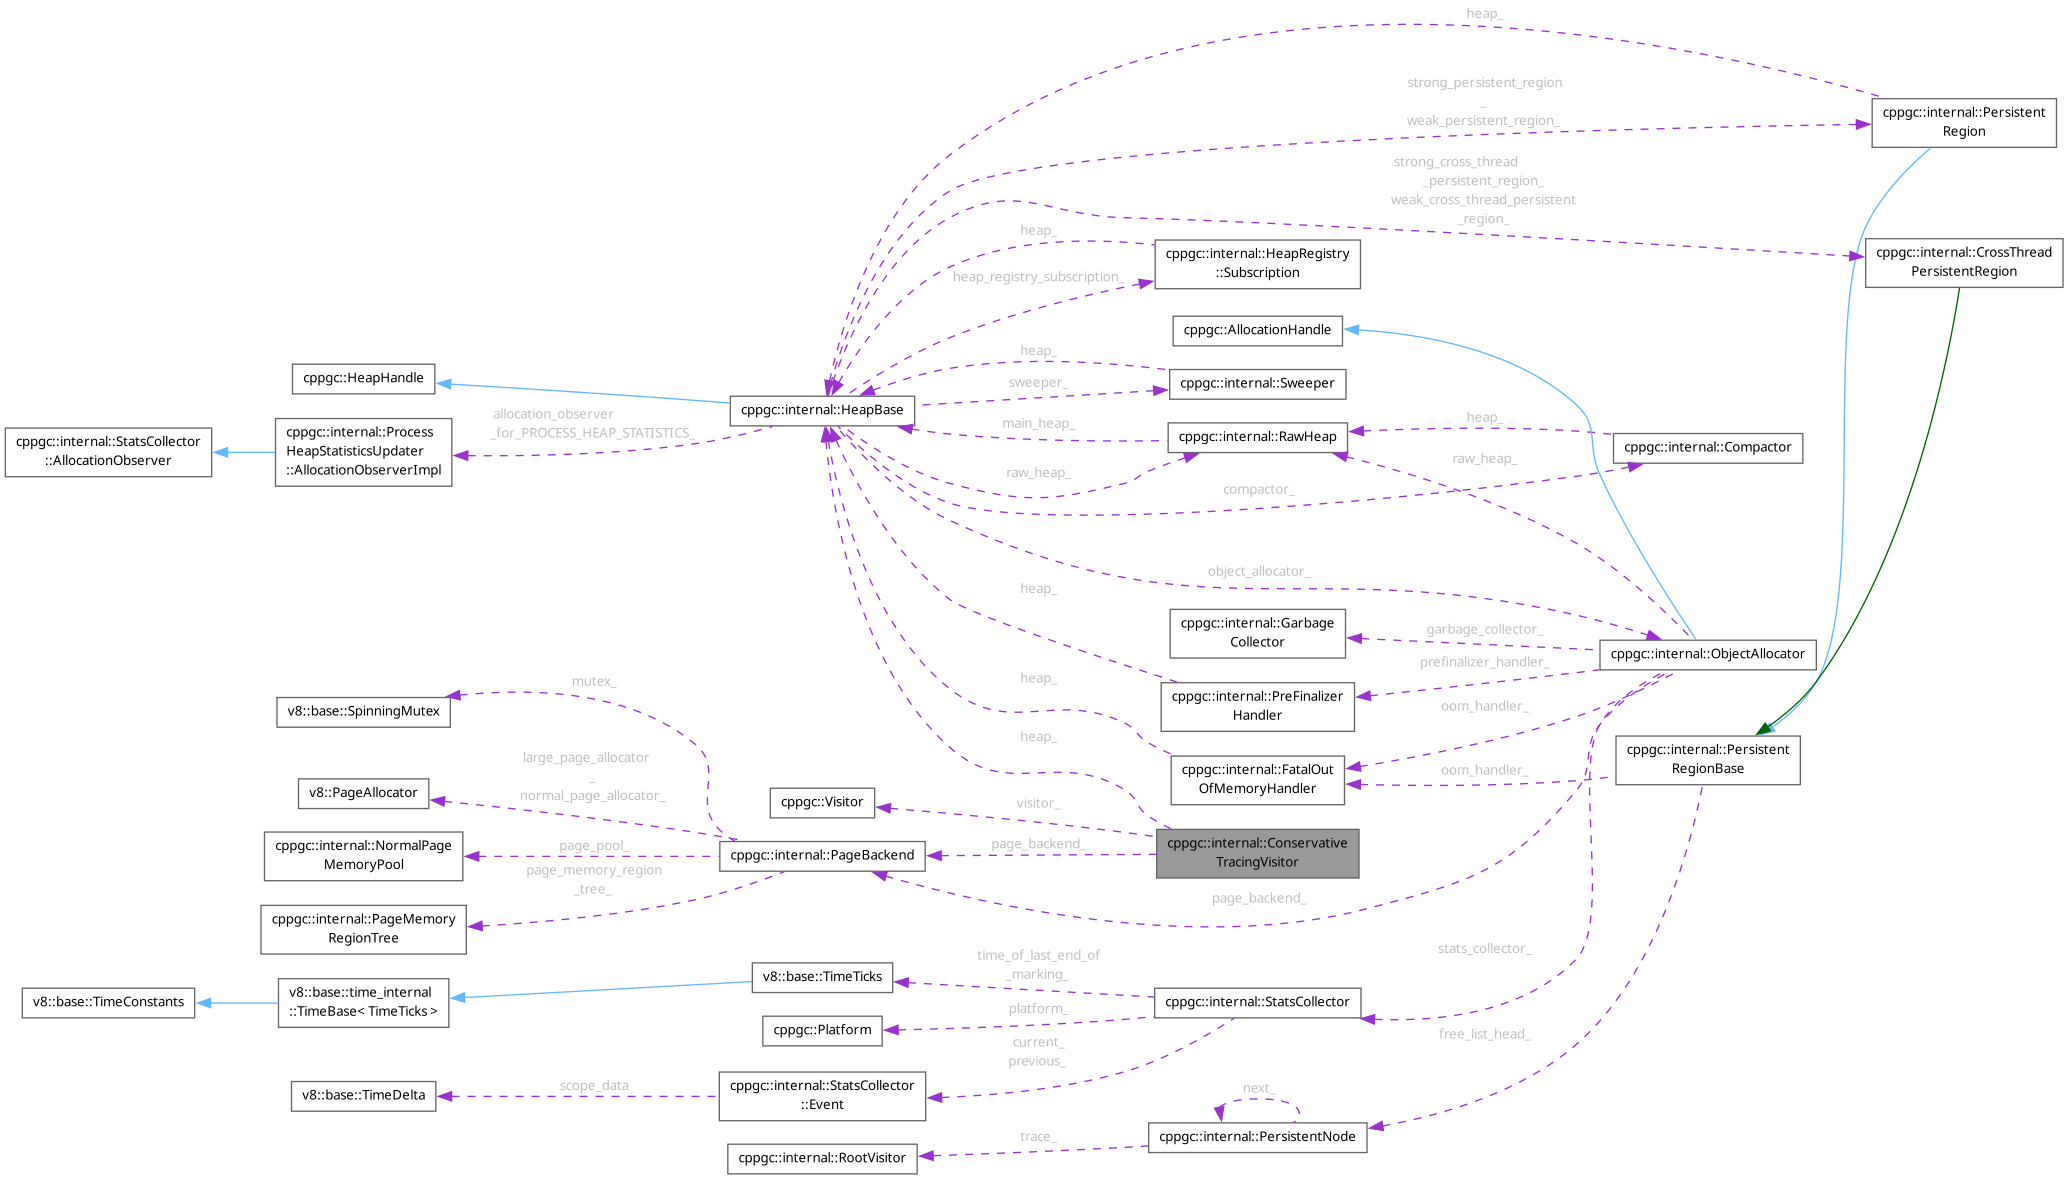 heap_
strong_persistent_region
_
weak_persistent_region_
cppgc::internal::Persistent
Region
strong_cross_thread
_persistent_region_
weak_cross_thread_persistent
_region_
heap_
cppgc::internal::HeapRegistry
::Subscription
cppgc::internal::CrossThread
PersistentRegion
heap_registry_subscription_
cppgc::AllocationHandle
heap_
cppgc::HeapHandle
sweeper_
cppgc::internal::Sweeper
cppgc::internal::HeapBase
allocation_observer
_for_PROCESS_HEAP_STATISTICS_
cppgc::internal::StatsCollector
::AllocationObserver
cppgc::internal::Process
HeapStatisticsUpdater
::AllocationObserverImpl
main_heap_
cppgc::internal::RawHeap
heap_
cppgc::internal::Compactor
raw_heap_
raw_heap_
compactor_
object_allocator_
heap_
cppgc::internal::Garbage
Collector
garbage_collector_
cppgc::internal::ObjectAllocator
prefinalizer_handler_
mutex_
v8::base::SpinningMutex
heap_
cppgc::internal::PreFinalizer
Handler
oom_handler_
heap_
cppgc::internal::Persistent
RegionBase
large_page_allocator
_
normal_page_allocator_
v8::PageAllocator
cppgc::internal::FatalOut
OfMemoryHandler
oom_handler_
cppgc::Visitor
visitor_
cppgc::internal::NormalPage
MemoryPool
page_pool_
cppgc::internal::PageBackend
page_backend_
cppgc::internal::Conservative
TracingVisitor
page_memory_region
_tree_
cppgc::internal::PageMemory
RegionTree
page_backend_
stats_collector_
time_of_last_end_of
_marking_
v8::base::TimeConstants
v8::base::time_internal
::TimeBase< TimeTicks >
v8::base::TimeTicks
cppgc::internal::StatsCollector
platform_
cppgc::Platform
free_list_head_
current_
previous_
v8::base::TimeDelta
scope_data
cppgc::internal::StatsCollector
::Event
next_
cppgc::internal::PersistentNode
trace_
cppgc::internal::RootVisitor